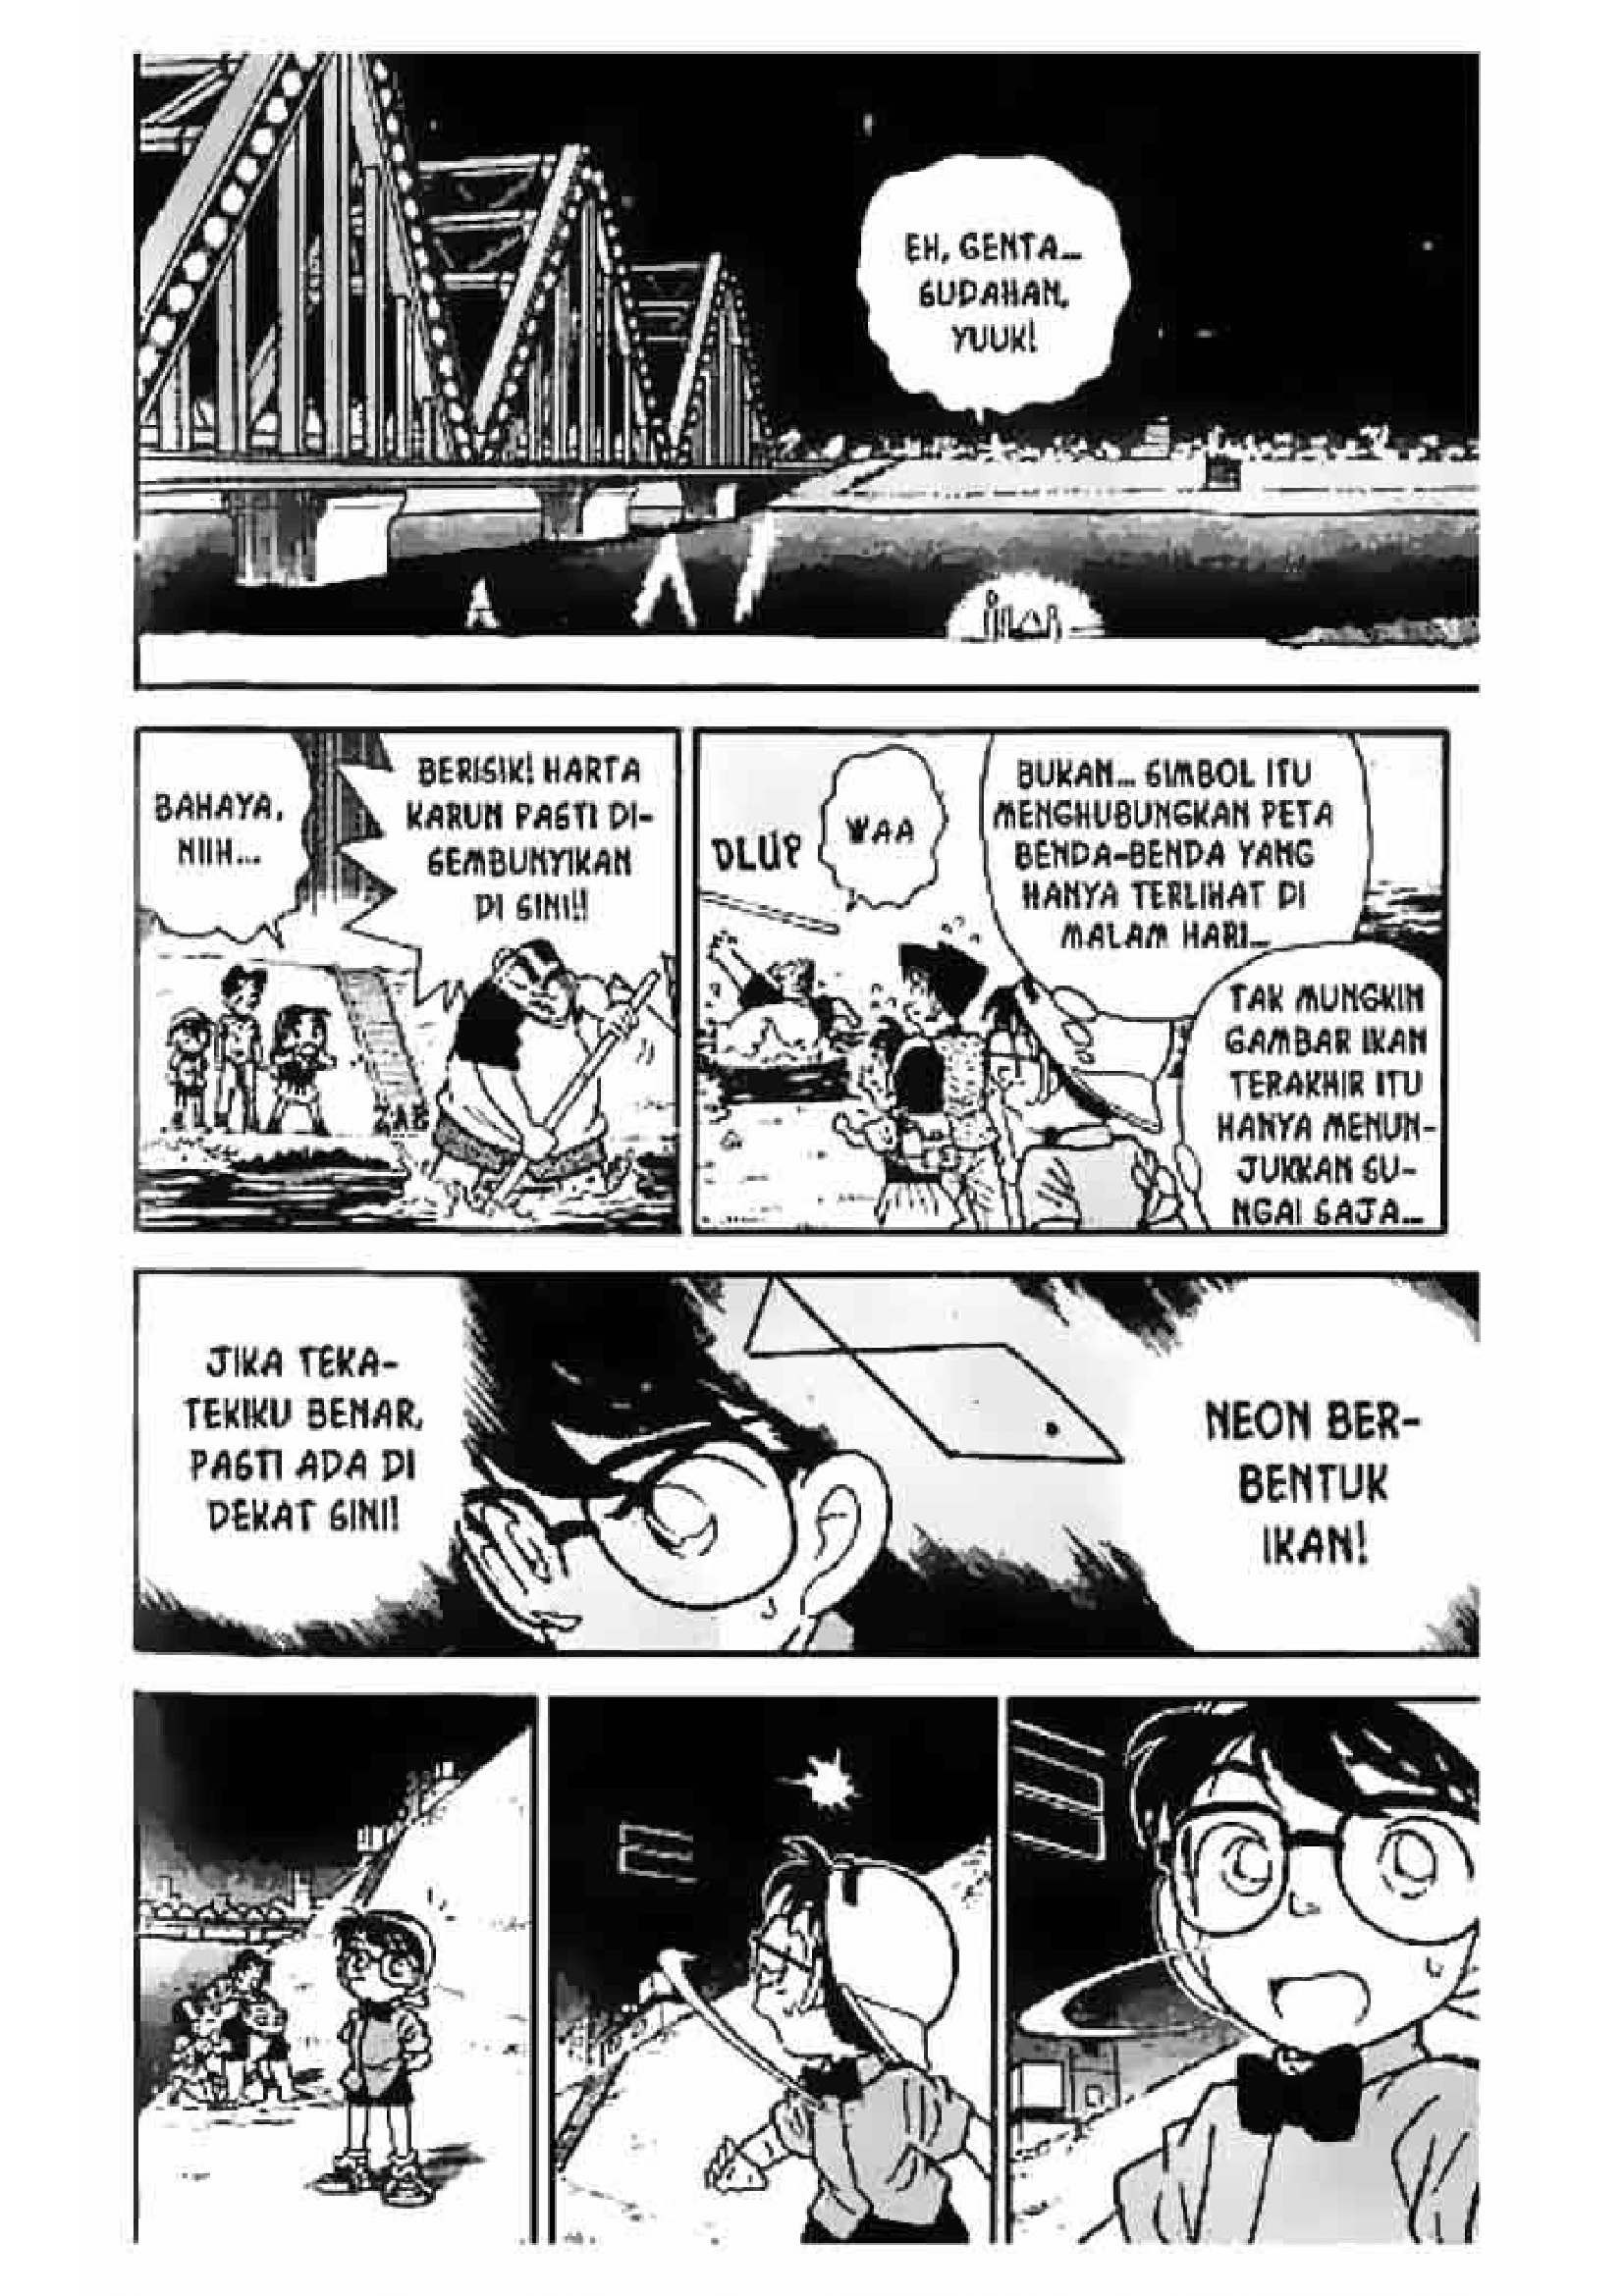 EH, GENTA...
SUDAHAN,
YUUK!
BAHAYA,
NIIH...
BERISIK! HARTA
KARUN PASTI DI-
SEMBUNYIKAN
DI SINI!!
ZAB
DLUP
WAA
BUKAN... SIMBOL ITU
MENGHUBUNGKAN PETA
BENDA-BENDA YANG
HANYA TERLIHAT DI
MALAM HARI...
TAK MUNGKIN
GAMBAR IKAN
TERAKHIR ITU
HANYA MENUN-
JUKKAN SU-
NGAI SAJA...
JIKA TEKA-
TEKIKU BENAR,
PASTI ADA DI
DEKAT SINI!
NEON BER-
BENTUK
IKAN!